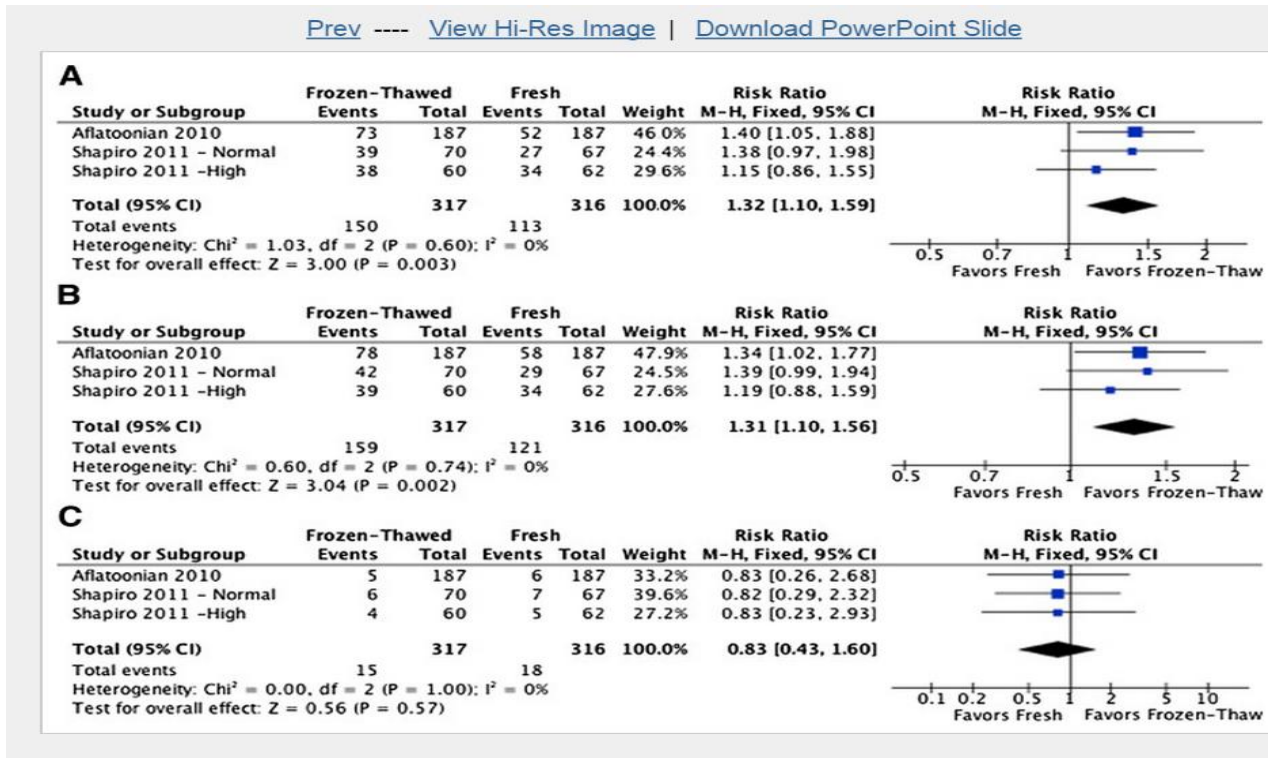 Prev ---- View Hi-Res Image | Download PowerPoint Slide
A
Frozen-Thawed Fresh Risk Ratio Risk Ratio
Study or Subgroup Events Total Events Total Weight M-H, Fixed, 95% CI M-H, Fixed, 95% CI
Aflatoonian 2010 73 187 52 187 46 0% 1.40 [1.05, 1.88]
Shapiro 2011 - Normal 39 70 27 67 24 4% 1.38 [0.97, 1.98]
Shapiro 2011 -High 38 60 34 62 29.6% 1.15 [0.86, 1.55]
Total (95% CI) 317 316 100.0% 1.32 [1.10, 1.59]
Total events 150 113
Heterogeneity: Chi² = 1.03, df = 2 (P = 0.60); I² = 0%
Test for overall effect: Z = 3.00 (P = 0.003)
0.5 0.7 1 1.5 2
Favors Fresh Favors Frozen-Thaw
B
Frozen-Thawed Fresh Risk Ratio Risk Ratio
Study or Subgroup Events Total Events Total Weight M-H, Fixed, 95% CI M-H, Fixed, 95% CI
Aflatoonian 2010 78 187 58 187 47.9% 1.34 [1.02, 1.77]
Shapiro 2011 - Normal 42 70 29 67 24.5% 1.39 [0.99, 1.94]
Shapiro 2011 -High 39 60 34 62 27.6% 1.19 [0.88, 1.59]
Total (95% CI) 317 316 100.0% 1.31 [1.10, 1.56]
Total events 159 121
Heterogeneity: Chi² = 0.60, df = 2 (P = 0.74); I² = 0%
Test for overall effect: Z = 3.04 (P = 0.002)
0.5 0.7 1 1.5 2
Favors Fresh Favors Frozen-Thaw
C
Frozen-Thawed Fresh Risk Ratio Risk Ratio
Study or Subgroup Events Total Events Total Weight M-H, Fixed, 95% CI M-H, Fixed, 95% CI
Aflatoonian 2010 5 187 6 187 33.2% 0.83 [0.26, 2.68]
Shapiro 2011 - Normal 6 70 7 67 39.6% 0.82 [0.29, 2.32]
Shapiro 2011 -High 4 60 5 62 27.2% 0.83 [0.23, 2.93]
Total (95% CI) 317 316 100.0% 0.83 [0.43, 1.60]
Total events 15 18
Heterogeneity: Chi² = 0.00, df = 2 (P = 1.00); I² = 0%
Test for overall effect: Z = 0.56 (P = 0.57)
0.1 0.2 0.5 1 2 5 10
Favors Fresh Favors Frozen-Thaw